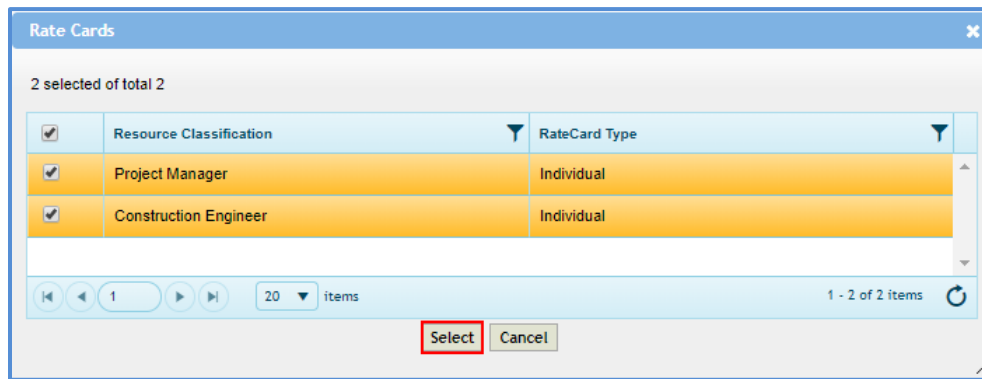 Rate Cards
2 selected of total 2
Resource Classification RateCard Type
Project Manager Individual
Construction Engineer Individual
1 20 items 1 - 2 of 2 items
Select Cancel